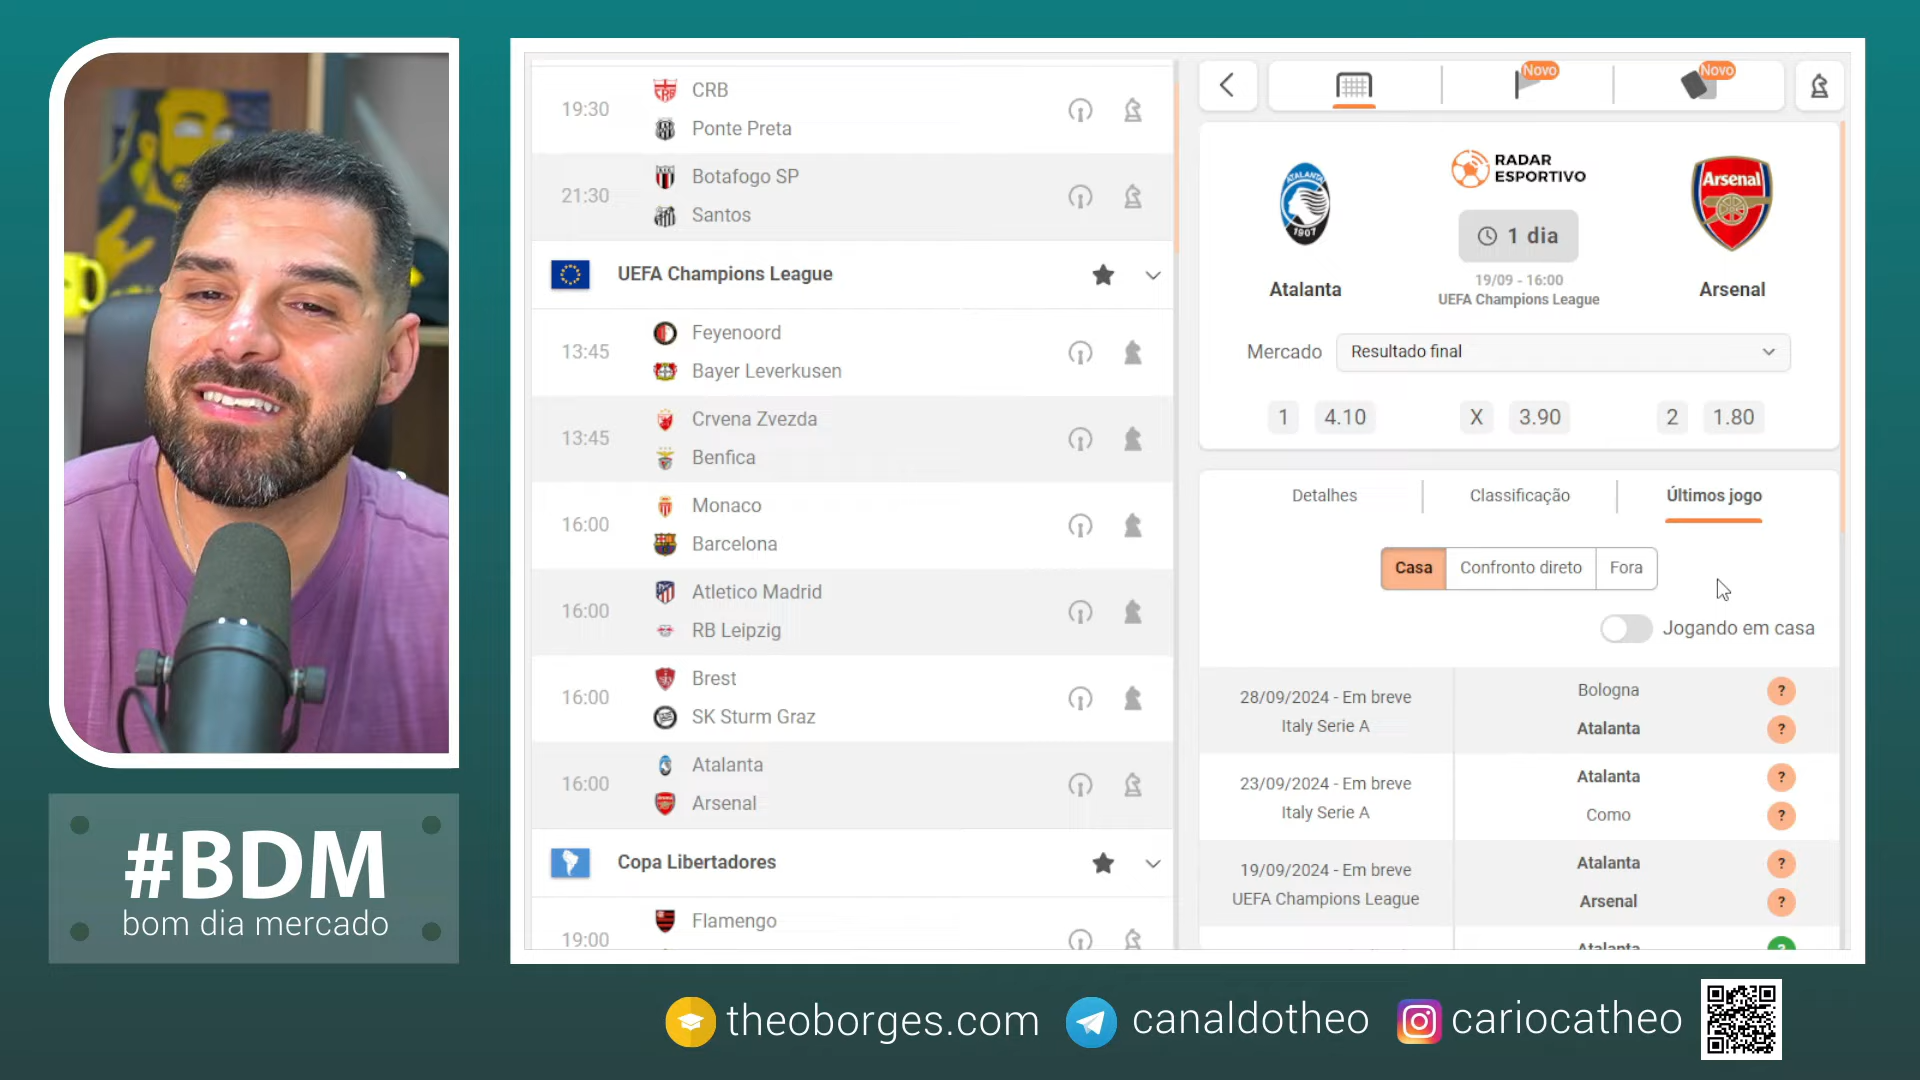 #BDM
bom dia mercado
19:30
CRB
Ponte Preta
21:30
Botafogo SP
Santos
UEFA Champions League
13:45
Feyenoord
Bayer Leverkusen
13:45
Crvena Zvezda
Benfica
16:00
Monaco
Barcelona
16:00
Atletico Madrid
RB Leipzig
16:00
Brest
SK Sturm Graz
16:00
Atalanta
Arsenal
Copa Libertadores
19:00
Flamengo
Novo
Novo
ATALANTA
1907
Atalanta
RADAR
ESPORTIVO
1 dia
19/09 - 16:00
UEFA Champions League
Arsenal
Arsenal
Mercado
Resultado final
1 4.10
X 3.90
2 1.80
Detalhes
Classificação
Últimos jogo
Casa
Confronto direto
Fora
Jogando em casa
28/09/2024 - Em breve
Italy Serie A
Bologna ?
Atalanta ?
23/09/2024 - Em breve
Italy Serie A
Atalanta ?
Como ?
19/09/2024 - Em breve
UEFA Champions League
Atalanta ?
Arsenal ?
Atalanta
theoborges.com
canaldotheo
cariocatheo